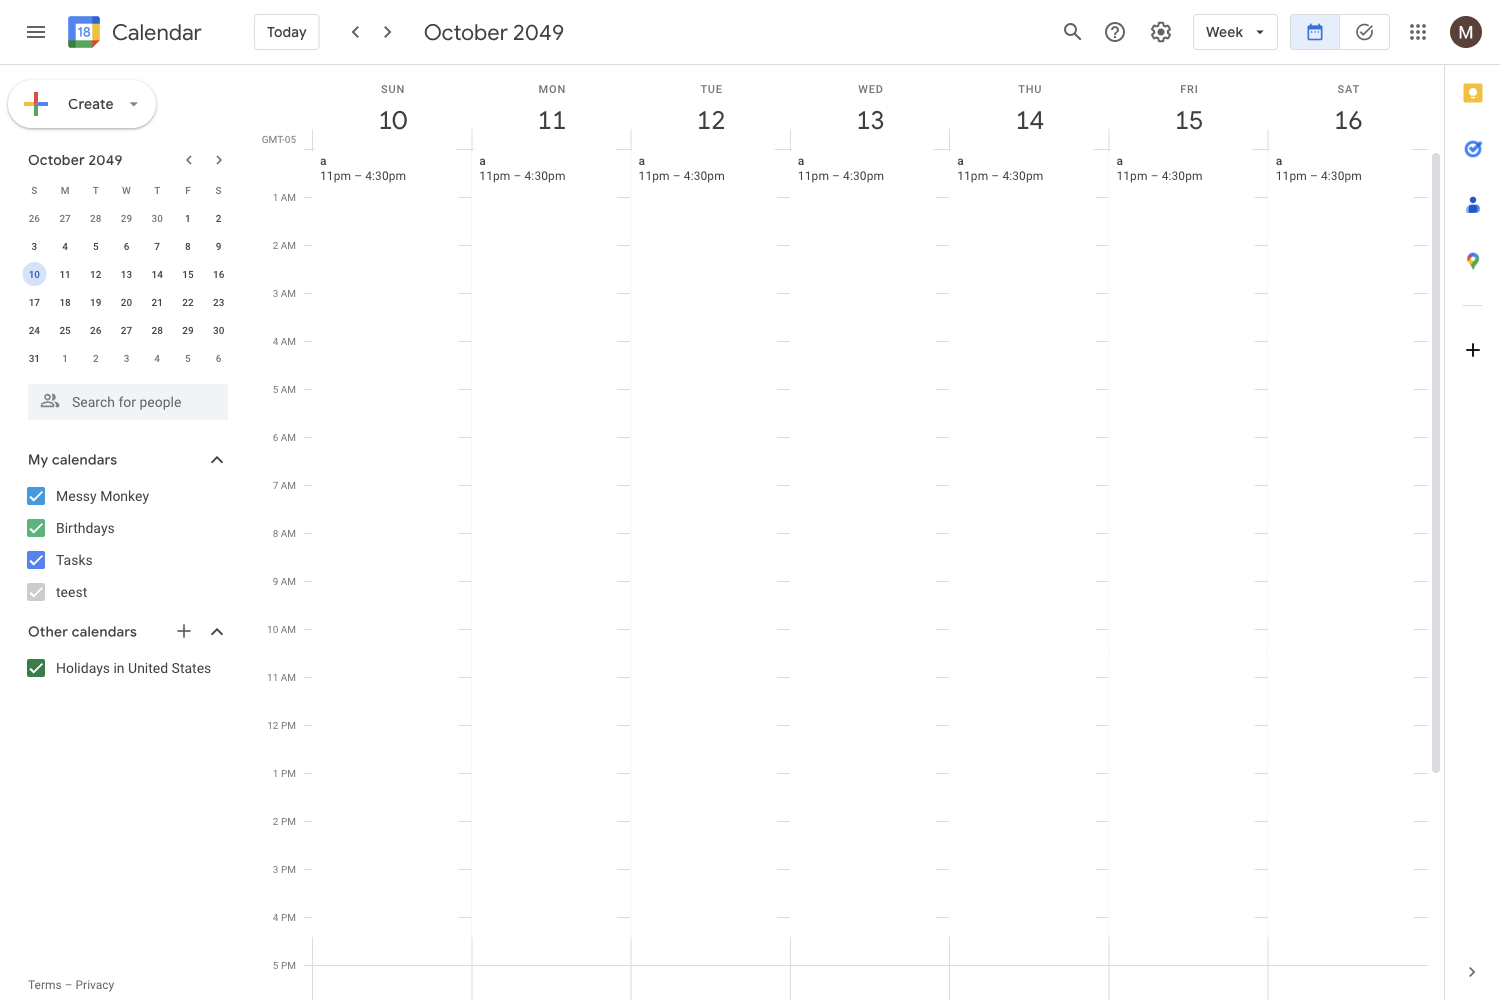 18 Calendar Today October 2049 Week M
Create
SUN MON TUE WED THU FRI SAT
10 11 12 13 14 15 16
GMT-05
October 2049
S M T W T F S
26 27 28 29 30 1 2
3 4 5 6 7 8 9
10 11 12 13 14 15 16
17 18 19 20 21 22 23
24 25 26 27 28 29 30
31 1 2 3 4 5 6
Search for people
My calendars
Messy Monkey
Birthdays
Tasks
teest
Other calendars
Holidays in United States
Terms – Privacy
a a a a a a a
11pm – 4:30pm 11pm – 4:30pm 11pm – 4:30pm 11pm – 4:30pm 11pm – 4:30pm 11pm – 4:30pm 11pm – 4:30pm
1 AM
2 AM
3 AM
4 AM
5 AM
6 AM
7 AM
8 AM
9 AM
10 AM
11 AM
12 PM
1 PM
2 PM
3 PM
4 PM
5 PM